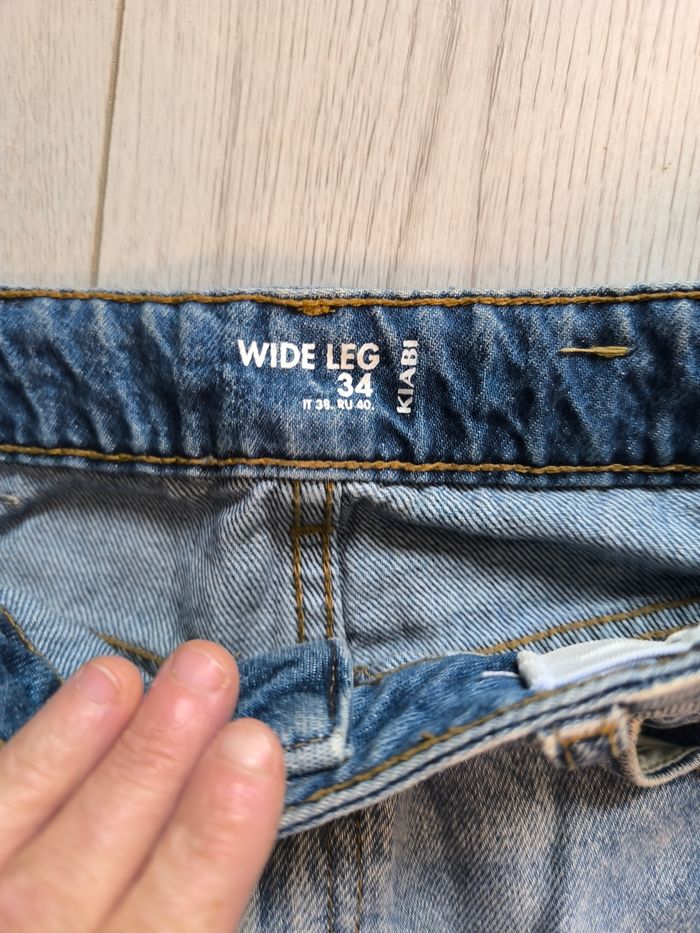 WIDE LEG
34
IT 38. RU 40.
KIABI